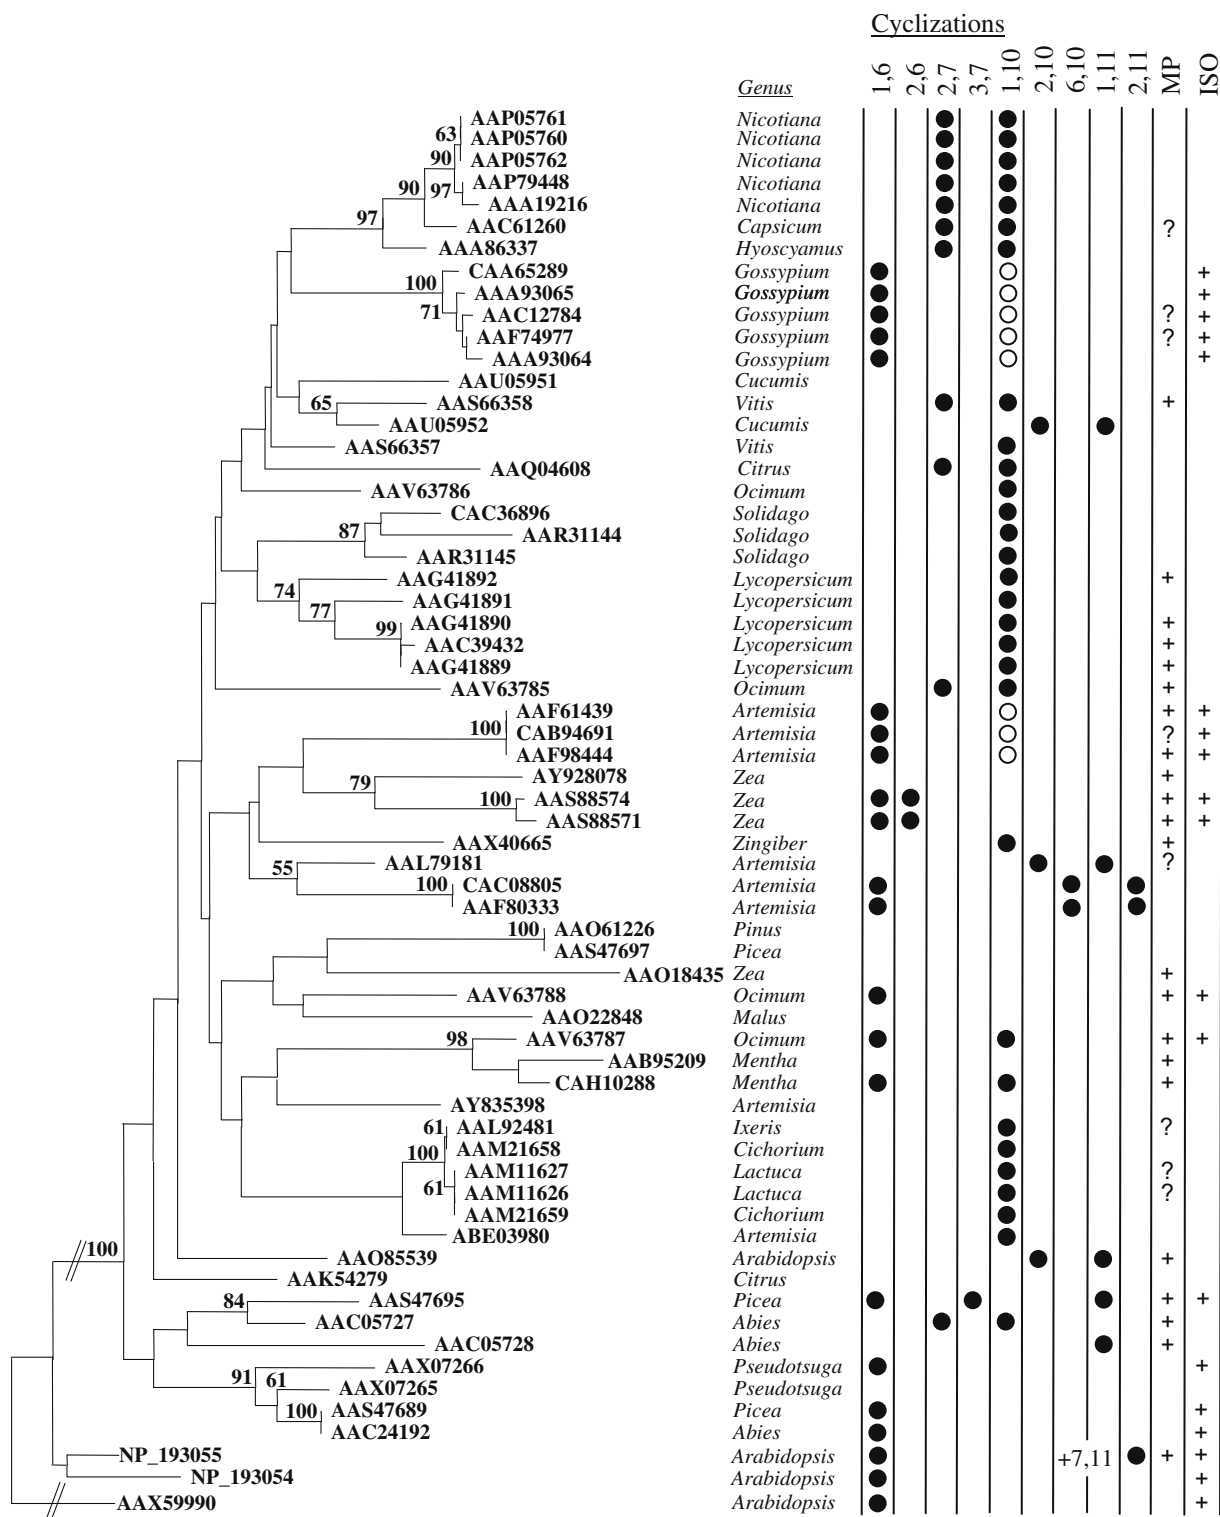 Cyclizations
Genus 1,6 2,6 2,7 3,7 1,10 2,10 6,10 1,11 2,11 MP ISO
AAP05761 Nicotiana
63 AAP05760 Nicotiana
90 AAP05762 Nicotiana
90 97 AAP79448 Nicotiana
AAA19216 Nicotiana
97 AAC61260 Capsicum ?
AAA86337 Hyoscyamus
CAA65289 Gossypium +
100 AAA93065 Gossypium +
71 AAC12784 Gossypium ? +
AAF74977 Gossypium ? +
AAA93064 Gossypium +
AAU05951 Cucumis
65 AAS66358 Vitis +
AAU05952 Cucumis
AAS66357 Vitis
AAQ04608 Citrus
AAV63786 Ocimum
CAC36896 Solidago
87 AAR31144 Solidago
AAR31145 Solidago
AAG41892 Lycopersicum +
74 AAG41891 Lycopersicum
77 AAG41890 Lycopersicum +
99 AAC39432 Lycopersicum +
AAG41889 Lycopersicum +
AAV63785 Ocimum +
AAF61439 Artemisia + +
100 CAB94691 Artemisia ? +
AAF98444 Artemisia + +
AY928078 Zea +
79 100 AAS88574 Zea + +
AAS88571 Zea + +
AAX40665 Zingiber +
55 AAL79181 Artemisia ?
100 CAC08805 Artemisia
AAF80333 Artemisia
100 AAO61226 Pinus
AAS47697 Picea
AAO18435 Zea +
AAV63788 Ocimum + +
AAO22848 Malus
98 AAV63787 Ocimum + +
AAB95209 Mentha +
CAH10288 Mentha +
AY835398 Artemisia
61 AAL92481 Ixeris ?
100 AAM21658 Cichorium
AAM11627 Lactuca ?
61 AAM11626 Lactuca ?
AAM21659 Cichorium
ABE03980 Artemisia
100 AAO85539 Arabidopsis +
AAK54279 Citrus
84 AAS47695 Picea + +
AAC05727 Abies +
AAC05728 Abies +
AAX07266 Pseudotsuga +
91 61 AAX07265 Pseudotsuga
100 AAS47689 Picea +
AAC24192 Abies +
NP_193055 Arabidopsis +7,11 + +
NP_193054 Arabidopsis +
AAX59990 Arabidopsis +